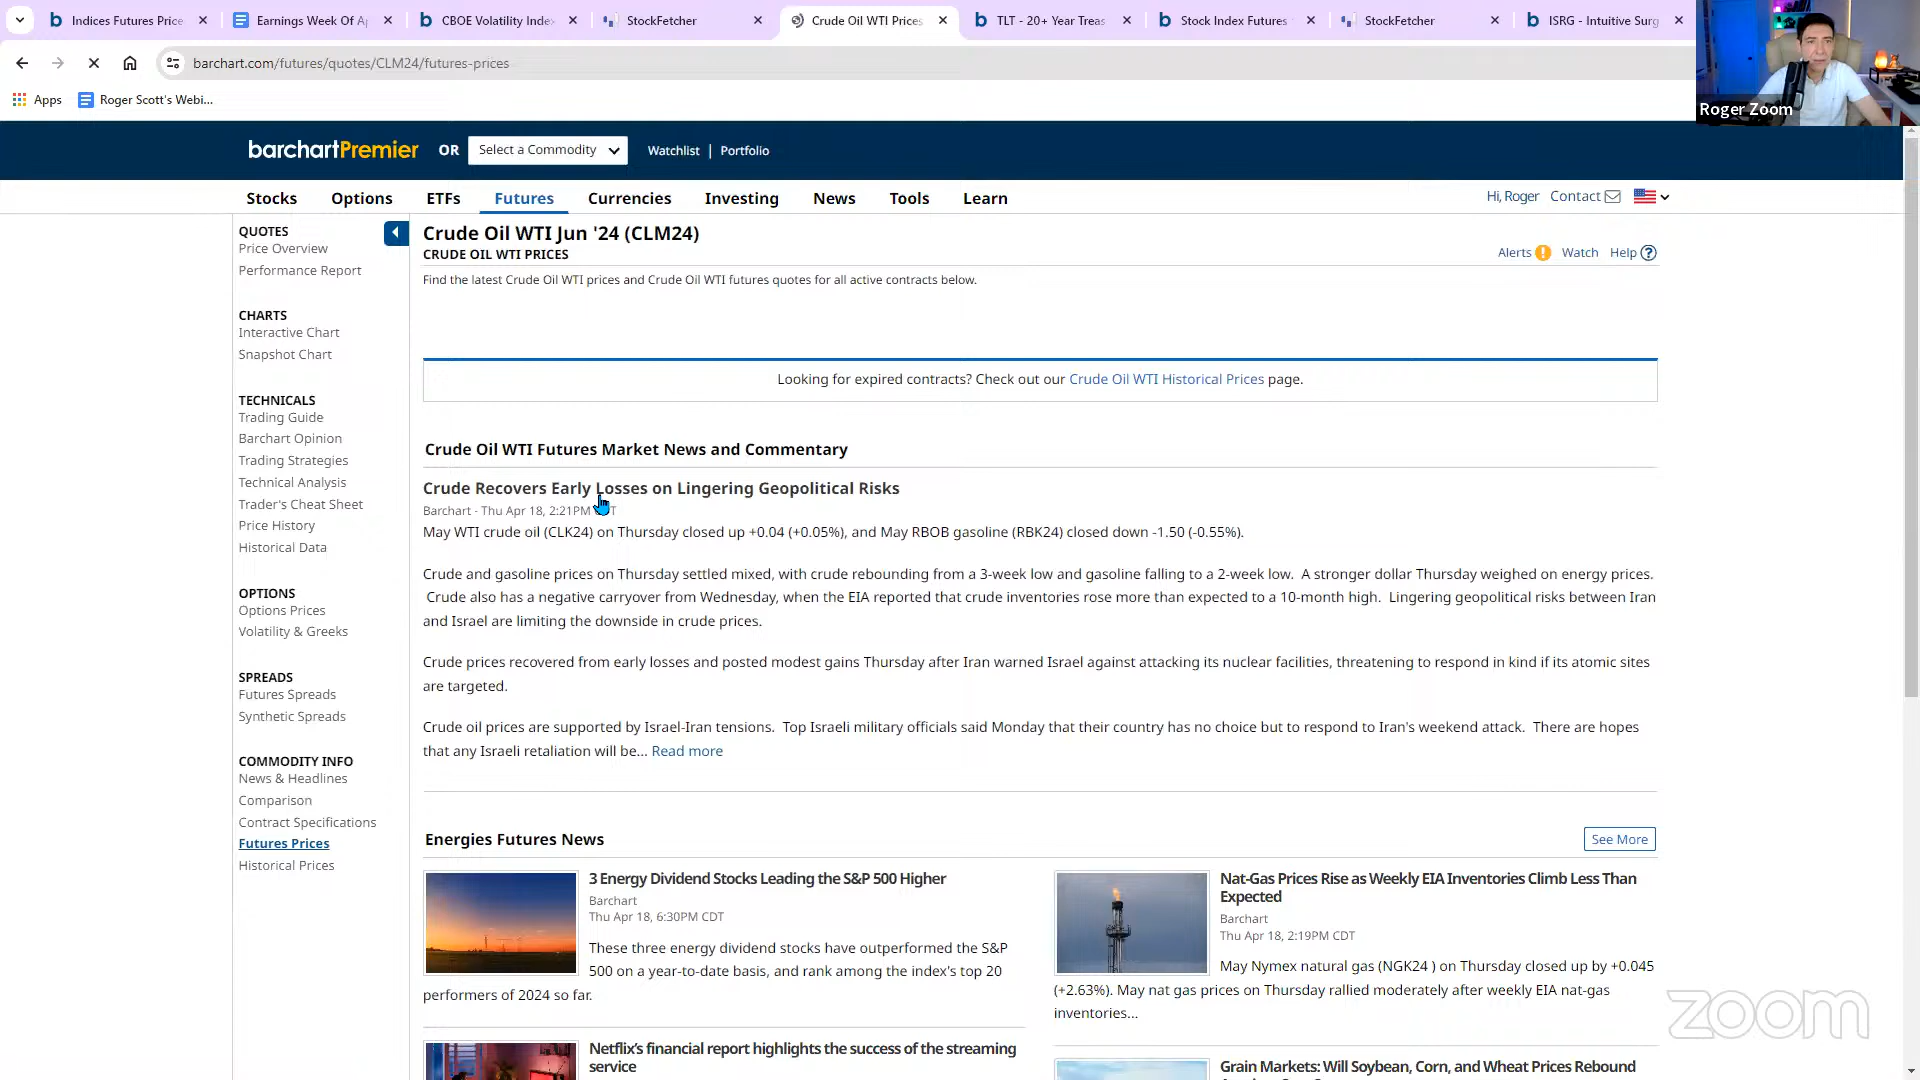 Indices Futures Price
Earnings Week Of Ap
CBOE Volatility Index
StockFetcher
Crude Oil WTI Prices
TLT - 20+ Year Treas
Stock Index Futures
StockFetcher
ISRG - Intuitive Surg
barchart.com/futures/quotes/CLM24/futures-prices
Apps
Roger Scott's Webi...
Roger Zoom
barchartPremier
OR
Select a Commodity
Watchlist | Portfolio
Stocks
Options
ETFs
Futures
Currencies
Investing
News
Tools
Learn
Hi, Roger
Contact
QUOTES
Price Overview
Performance Report
CHARTS
Interactive Chart
Snapshot Chart
TECHNICALS
Trading Guide
Barchart Opinion
Trading Strategies
Technical Analysis
Trader's Cheat Sheet
Price History
Historical Data
OPTIONS
Options Prices
Volatility & Greeks
SPREADS
Futures Spreads
Synthetic Spreads
COMMODITY INFO
News & Headlines
Comparison
Contract Specifications
Futures Prices
Historical Prices
Crude Oil WTI Jun '24 (CLM24)
CRUDE OIL WTI PRICES
Alerts
Watch
Help
Find the latest Crude Oil WTI prices and Crude Oil WTI futures quotes for all active contracts below.
Looking for expired contracts? Check out our Crude Oil WTI Historical Prices page.
Crude Oil WTI Futures Market News and Commentary
Crude Recovers Early Losses on Lingering Geopolitical Risks
Barchart - Thu Apr 18, 2:21PM
May WTI crude oil (CLK24) on Thursday closed up +0.04 (+0.05%), and May RBOB gasoline (RBK24) closed down -1.50 (-0.55%).
Crude and gasoline prices on Thursday settled mixed, with crude rebounding from a 3-week low and gasoline falling to a 2-week low. A stronger dollar Thursday weighed on energy prices.
Crude also has a negative carryover from Wednesday, when the EIA reported that crude inventories rose more than expected to a 10-month high. Lingering geopolitical risks between Iran
and Israel are limiting the downside in crude prices.
Crude prices recovered from early losses and posted modest gains Thursday after Iran warned Israel against attacking its nuclear facilities, threatening to respond in kind if its atomic sites
are targeted.
Crude oil prices are supported by Israel-Iran tensions. Top Israeli military officials said Monday that their country has no choice but to respond to Iran's weekend attack. There are hopes
that any Israeli retaliation will be... Read more
Energies Futures News
See More
3 Energy Dividend Stocks Leading the S&P 500 Higher
Barchart
Thu Apr 18, 6:30PM CDT
These three energy dividend stocks have outperformed the S&P
500 on a year-to-date basis, and rank among the index's top 20
performers of 2024 so far.
Nat-Gas Prices Rise as Weekly EIA Inventories Climb Less Than
Expected
Barchart
Thu Apr 18, 2:19PM CDT
May Nymex natural gas (NGK24 ) on Thursday closed up by +0.045
(+2.63%). May nat gas prices on Thursday rallied moderately after weekly EIA nat-gas
inventories...
Netflix's financial report highlights the success of the streaming
service
Grain Markets: Will Soybean, Corn, and Wheat Prices Rebound
zoom